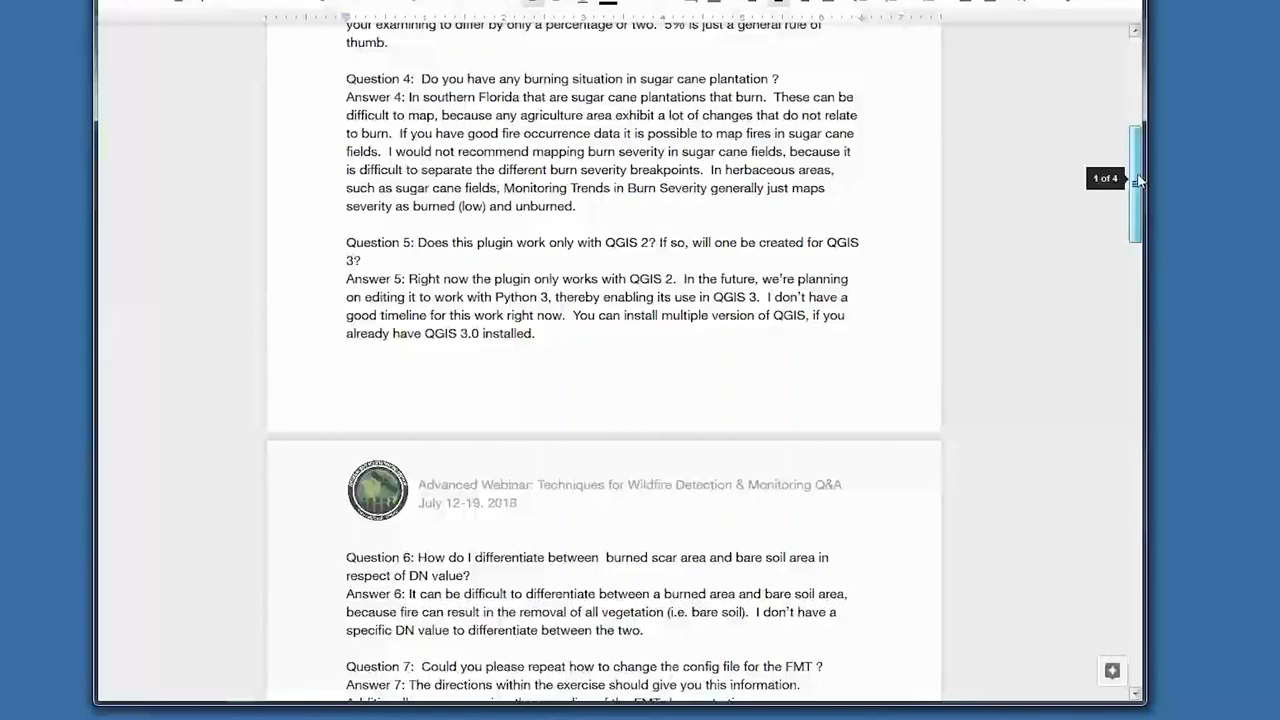 your examining to differ by only a percentage or two. 5% is just a general rule of
thumb.
Question 4: Do you have any burning situation in sugar cane plantation ?
Answer 4: In southern Florida that are sugar cane plantations that burn. These can be
difficult to map, because any agriculture area exhibit a lot of changes that do not relate
to burn. If you have good fire occurrence data it is possible to map fires in sugar cane
fields. I would not recommend mapping burn severity in sugar cane fields, because it
is difficult to separate the different burn severity breakpoints. In herbaceous areas,
such as sugar cane fields, Monitoring Trends in Burn Severity generally just maps
severity as burned (low) and unburned.
1 of 4
Question 5: Does this plugin work only with QGIS 2? If so, will one be created for QGIS
3?
Answer 5: Right now the plugin only works with QGIS 2. In the future, we're planning
on editing it to work with Python 3, thereby enabling its use in QGIS 3. I don't have a
good timeline for this work right now. You can install multiple version of QGIS, if you
already have QGIS 3.0 installed.
Advanced Webinar: Techniques for Wildfire Detection & Monitoring Q&A
July 12-19, 2018
Question 6: How do I differentiate between burned scar area and bare soil area in
respect of DN value?
Answer 6: It can be difficult to differentiate between a burned area and bare soil area,
because fire can result in the removal of all vegetation (i.e. bare soil). I don't have a
specific DN value to differentiate between the two.
Question 7: Could you please repeat how to change the config file for the FMT ?
Answer 7: The directions within the exercise should give you this information.